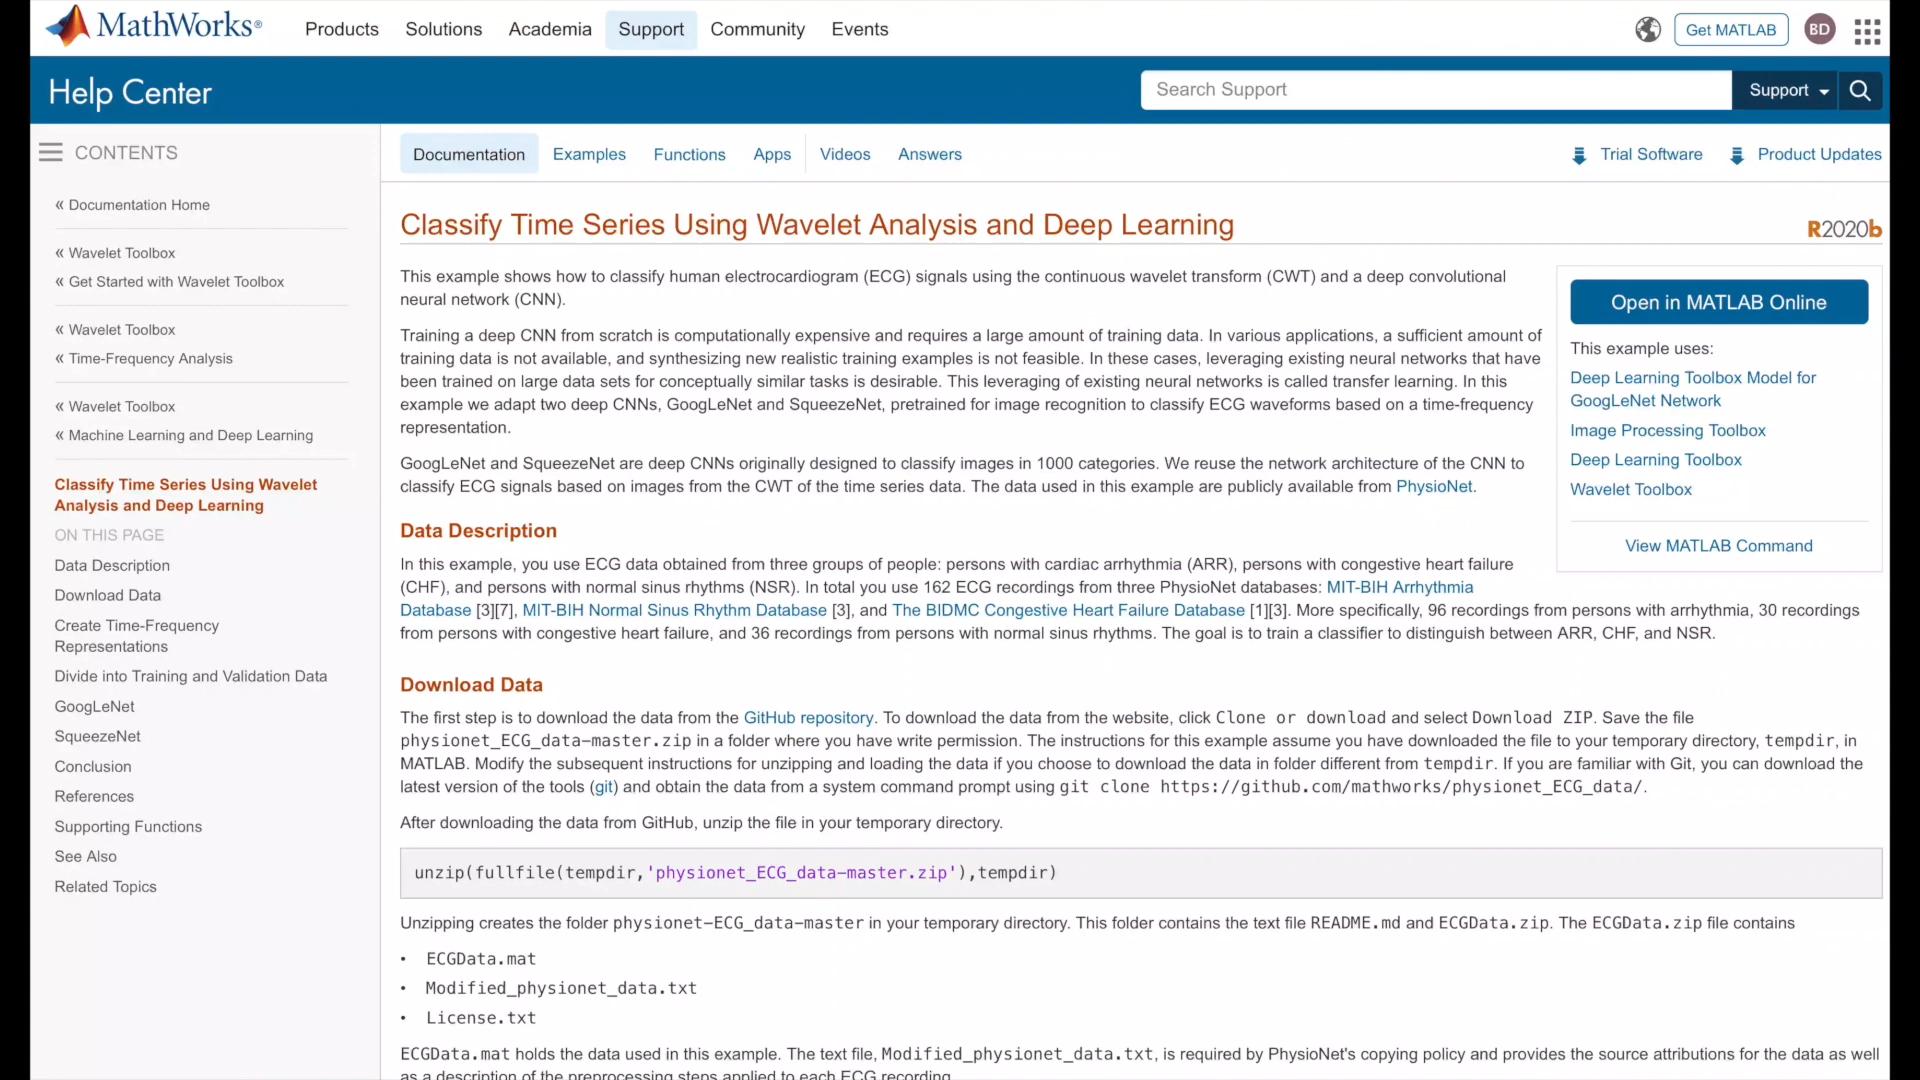 MathWorks®
Products
Solutions
Academia
Support
Community
Events
Get MATLAB
BD
Help Center
Search Support
Support
CONTENTS
« Documentation Home
« Wavelet Toolbox
« Get Started with Wavelet Toolbox
« Wavelet Toolbox
« Time-Frequency Analysis
« Wavelet Toolbox
« Machine Learning and Deep Learning
Classify Time Series Using Wavelet
Analysis and Deep Learning
ON THIS PAGE
Data Description
Download Data
Create Time-Frequency
Representations
Divide into Training and Validation Data
GoogLeNet
SqueezeNet
Conclusion
References
Supporting Functions
See Also
Related Topics
Documentation
Examples
Functions
Apps
Videos
Answers
Trial Software
Product Updates
Classify Time Series Using Wavelet Analysis and Deep Learning
R2020b
This example shows how to classify human electrocardiogram (ECG) signals using the continuous wavelet transform (CWT) and a deep convolutional
neural network (CNN).
Training a deep CNN from scratch is computationally expensive and requires a large amount of training data. In various applications, a sufficient amount of
training data is not available, and synthesizing new realistic training examples is not feasible. In these cases, leveraging existing neural networks that have
been trained on large data sets for conceptually similar tasks is desirable. This leveraging of existing neural networks is called transfer learning. In this
example we adapt two deep CNNs, GoogLeNet and SqueezeNet, pretrained for image recognition to classify ECG waveforms based on a time-frequency
representation.
GoogLeNet and SqueezeNet are deep CNNs originally designed to classify images in 1000 categories. We reuse the network architecture of the CNN to
classify ECG signals based on images from the CWT of the time series data. The data used in this example are publicly available from PhysioNet.
Open in MATLAB Online
This example uses:
Deep Learning Toolbox Model for
GoogLeNet Network
Image Processing Toolbox
Deep Learning Toolbox
Wavelet Toolbox
View MATLAB Command
Data Description
In this example, you use ECG data obtained from three groups of people: persons with cardiac arrhythmia (ARR), persons with congestive heart failure
(CHF), and persons with normal sinus rhythms (NSR). In total you use 162 ECG recordings from three PhysioNet databases: MIT-BIH Arrhythmia
Database [3][7], MIT-BIH Normal Sinus Rhythm Database [3], and The BIDMC Congestive Heart Failure Database [1][3]. More specifically, 96 recordings from persons with arrhythmia, 30 recordings
from persons with congestive heart failure, and 36 recordings from persons with normal sinus rhythms. The goal is to train a classifier to distinguish between ARR, CHF, and NSR.
Download Data
The first step is to download the data from the GitHub repository. To download the data from the website, click Clone or download and select Download ZIP. Save the file
physionet_ECG_data-master.zip in a folder where you have write permission. The instructions for this example assume you have downloaded the file to your temporary directory, tempdir, in
MATLAB. Modify the subsequent instructions for unzipping and loading the data if you choose to download the data in folder different from tempdir. If you are familiar with Git, you can download the
latest version of the tools (git) and obtain the data from a system command prompt using git clone https://github.com/mathworks/physionet_ECG_data/.
After downloading the data from GitHub, unzip the file in your temporary directory.
unzip(fullfile(tempdir,'physionet_ECG_data-master.zip'),tempdir)
Unzipping creates the folder physionet-ECG_data-master in your temporary directory. This folder contains the text file README.md and ECGData.zip. The ECGData.zip file contains
• ECGData.mat
• Modified_physionet_data.txt
• License.txt
ECGData.mat holds the data used in this example. The text file, Modified_physionet_data.txt, is required by PhysioNet's copying policy and provides the source attributions for the data as well
as a description of the preprocessing steps applied to each ECG recording.